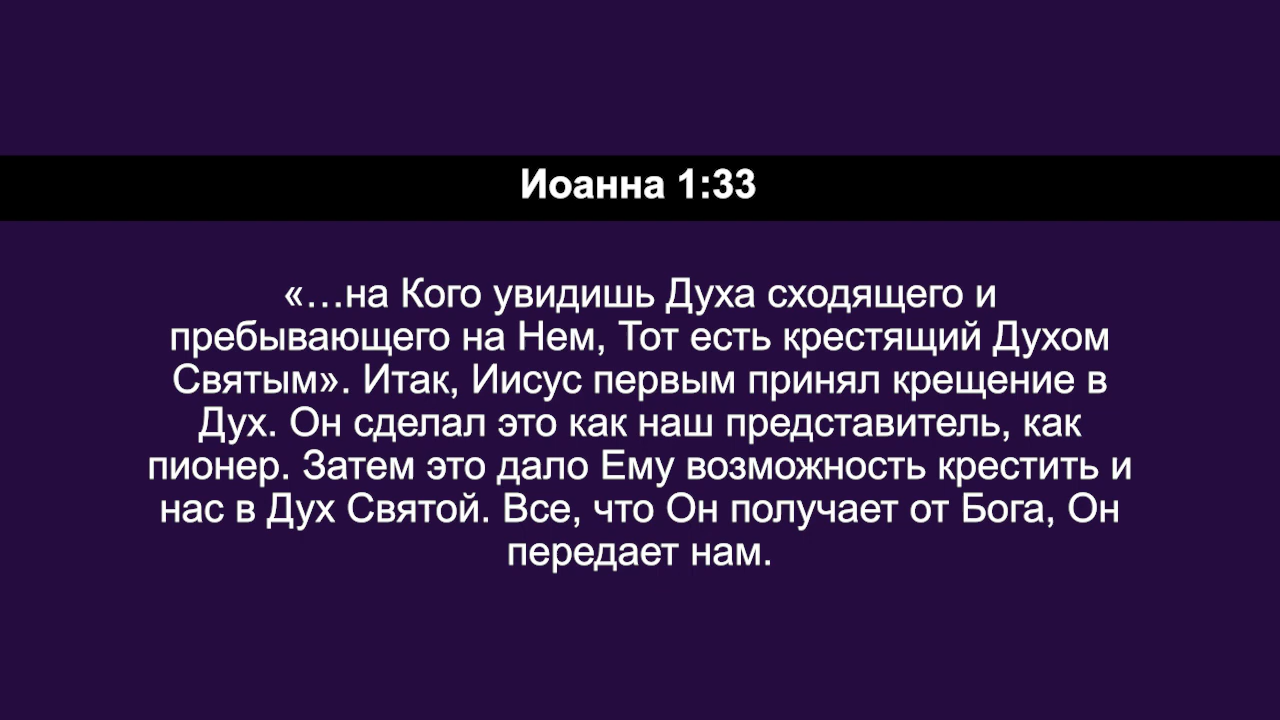 Иоанна 1:33
«…на Кого увидишь Духа сходящего и
пребывающего на Нем, Тот есть крестящий Духом
Святым». Итак, Иисус первым принял крещение в
Дух. Он сделал это как наш представитель, как
пионер. Затем это дало Ему возможность крестить и
нас в Дух Святой. Все, что Он получает от Бога, Он
передает нам.